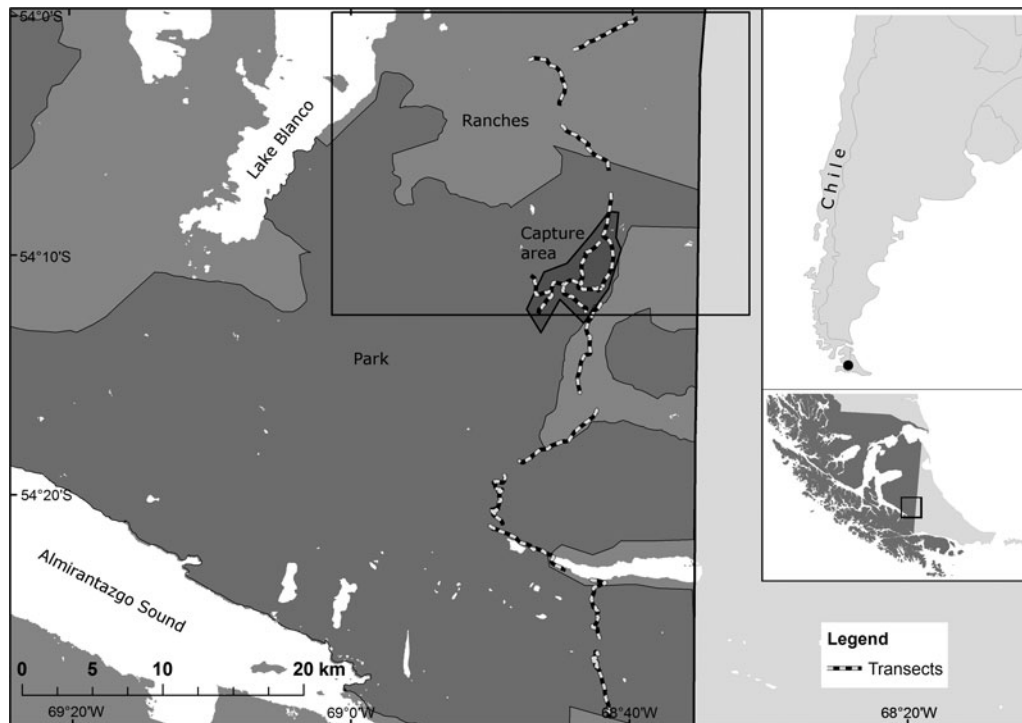 54°0'S
Lake Blanco
Ranches
Capture
area
54°10'S
Park
54°20'S
Almirantazgo Sound
0 5 10 20 km
69°20'W 69°0'W 68°40'W 68°20'W
Chile
Legend
Transects